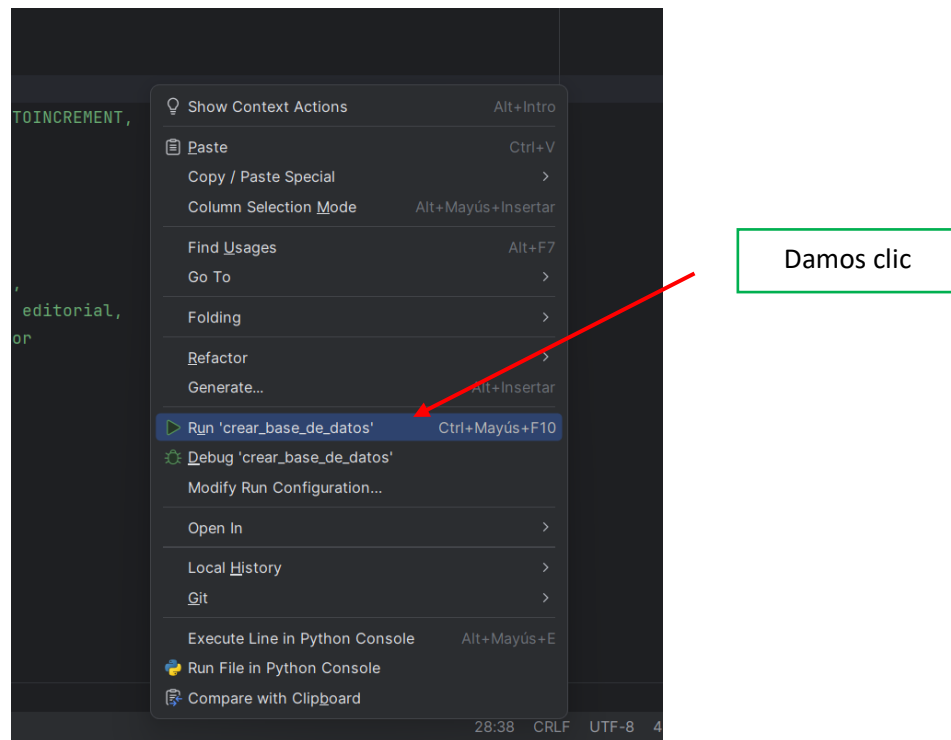 TOINCREMENT,
,
editorial,
or
Show Context Actions Alt+Intro
Paste Ctrl+V
Copy / Paste Special >
Column Selection Mode Alt+Mayús+Insertar
Find Usages Alt+F7
Go To >
Folding >
Refactor >
Generate... Alt+Insertar
Run 'crear_base_de_datos' Ctrl+Mayús+F10
Debug 'crear_base_de_datos'
Modify Run Configuration...
Open In >
Local History >
Git >
Execute Line in Python Console Alt+Mayús+E
Run File in Python Console
Compare with Clipboard
28:38 CRLF UTF-8 4
Damos clic